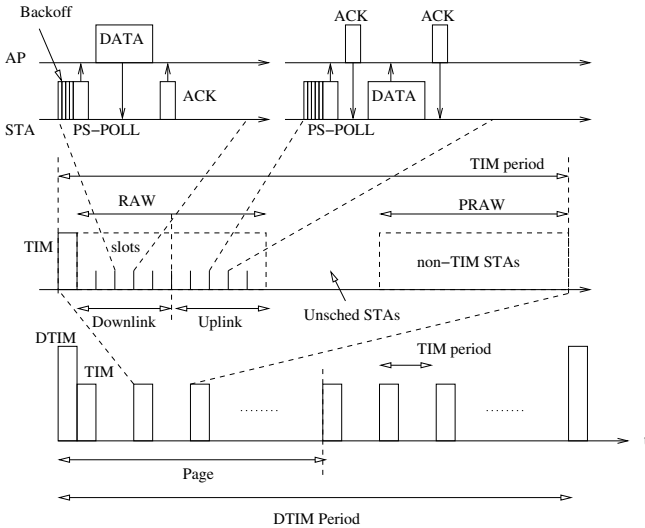 Backoff
ACK
ACK
DATA
AP
ACK
DATA
STA
PS-POLL
PS-POLL
TIM period
RAW
PRAW
TIM
slots
non-TIM STAs
Downlink
Uplink
Unsched STAs
DTIM
TIM
TIM period
........
........
Page
DTIM Period